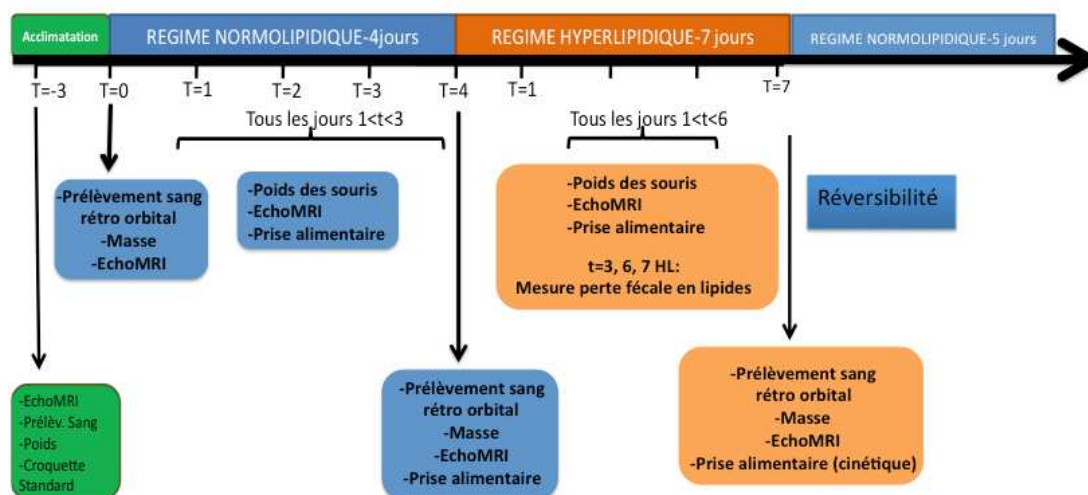 Acclimatation
REGIME NORMOLIPIDIQUE-4jours
REGIME HYPERLIPIDIQUE-7 jours
REGIME NORMOLIPIDIQUE-5 jours
T=-3
T=0
T=1
T=2
T=3
T=4
T=1
T=7
Tous les jours 1<t<3
Tous les jours 1<t<6
-Prélèvement sang
rétro orbital
-Masse
-EchoMRI
-Poids des souris
-EchoMRI
-Prise alimentaire
-Poids des souris
-EchoMRI
-Prise alimentaire
t=3, 6, 7 HL:
Mesure perte fécale en lipides
Réversibilité
-EchoMRI
-Prélèv. Sang
-Poids
-Croquette
Standard
-Prélèvement sang
rétro orbital
-Masse
-EchoMRI
-Prise alimentaire
-Prélèvement sang
rétro orbital
-Masse
-EchoMRI
-Prise alimentaire (cinétique)